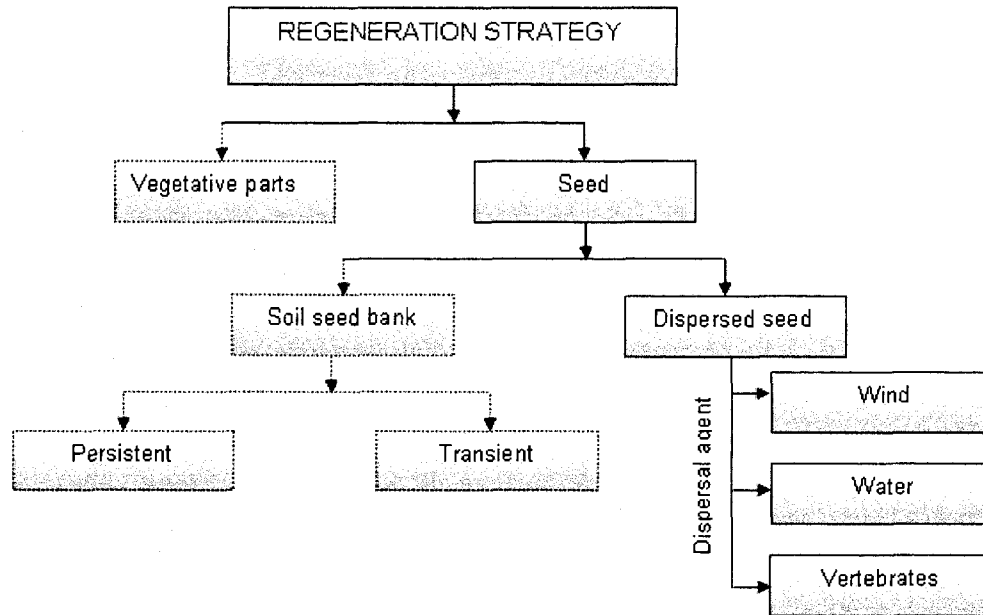 REGENERATION STRATEGY
Vegetative parts
Seed
Soil seed bank
Dispersed seed
Dispersal agent
Wind
Persistent
Transient
Water
Vertebrates